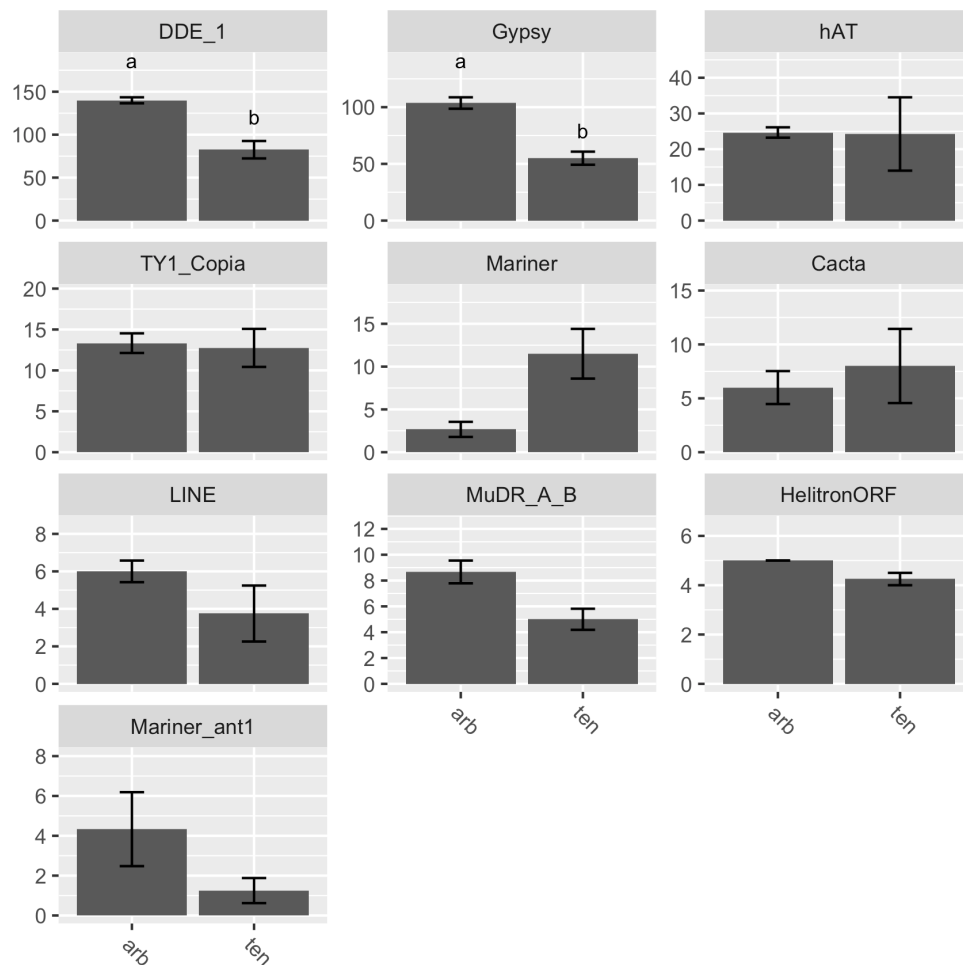 DDE_1
Gypsy
hAT
150
100
50
0
a
b
100
50
0
a
b
40
30
20
10
0
TY1_Copia
Mariner
Cacta
20
15
10
5
0
15
10
5
0
15
10
5
0
LINE
MuDR_A_B
HelitronORF
8
6
4
2
0
12
10
8
6
4
2
0
6
4
2
0
arb
ten
arb
ten
Mariner_ant1
8
6
4
2
0
arb
ten